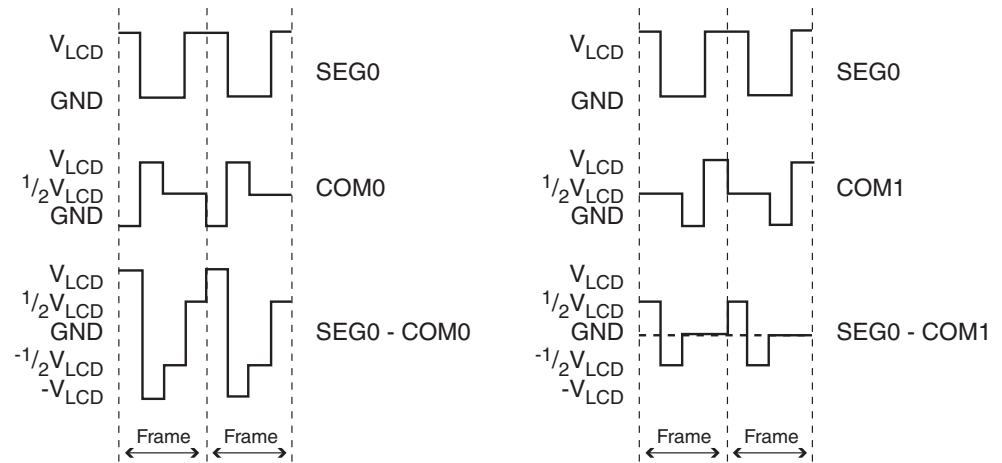 V_LCD
SEG0
GND
V_LCD
1/2V_LCD
COM0
GND
V_LCD
1/2V_LCD
GND
SEG0 - COM0
-1/2V_LCD
-V_LCD
Frame Frame
V_LCD
SEG0
GND
V_LCD
1/2V_LCD
COM1
GND
V_LCD
1/2V_LCD
GND
SEG0 - COM1
-1/2V_LCD
-V_LCD
Frame Frame